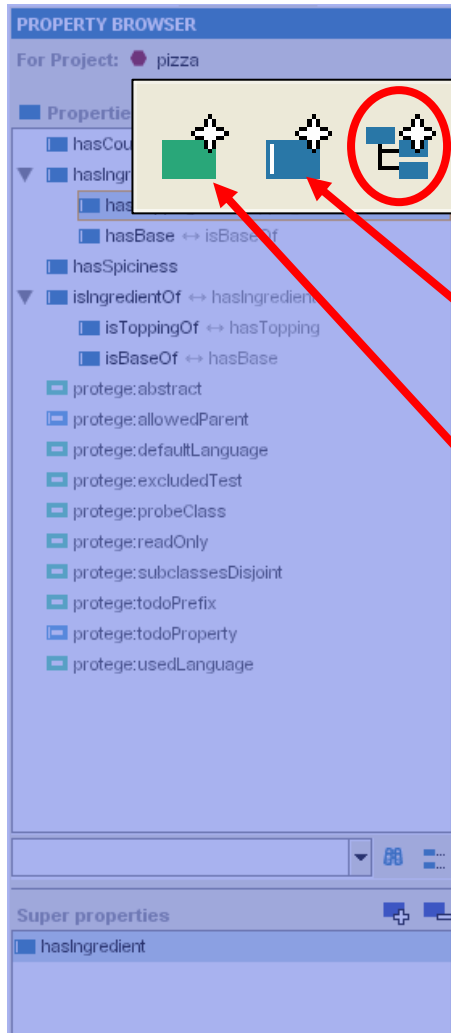 PROPERTY BROWSER
For Project: pizza
Propertie
hasCou
hasIngr
has
hasBase ↔ isBaseOf
hasSpiciness
isIngredientOf ↔ hasIngredient
isToppingOf ↔ hasTopping
isBaseOf ↔ hasBase
protege:abstract
protege:allowedParent
protege:defaultLanguage
protege:excludedTest
protege:probeClass
protege:readOnly
protege:subclassesDisjoint
protege:todoPrefix
protege:todoProperty
protege:usedLanguage
Super properties
hasIngredient